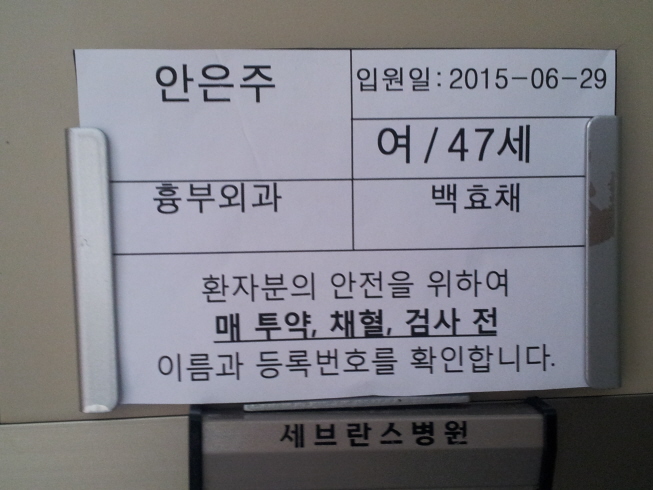 안은주
입원일: 2015-06-29
여/47세
흉부외과
백효채
환자분의 안전을 위하여
매 투약, 채혈, 검사 전
이름과 등록번호를 확인합니다.
세브란스병원